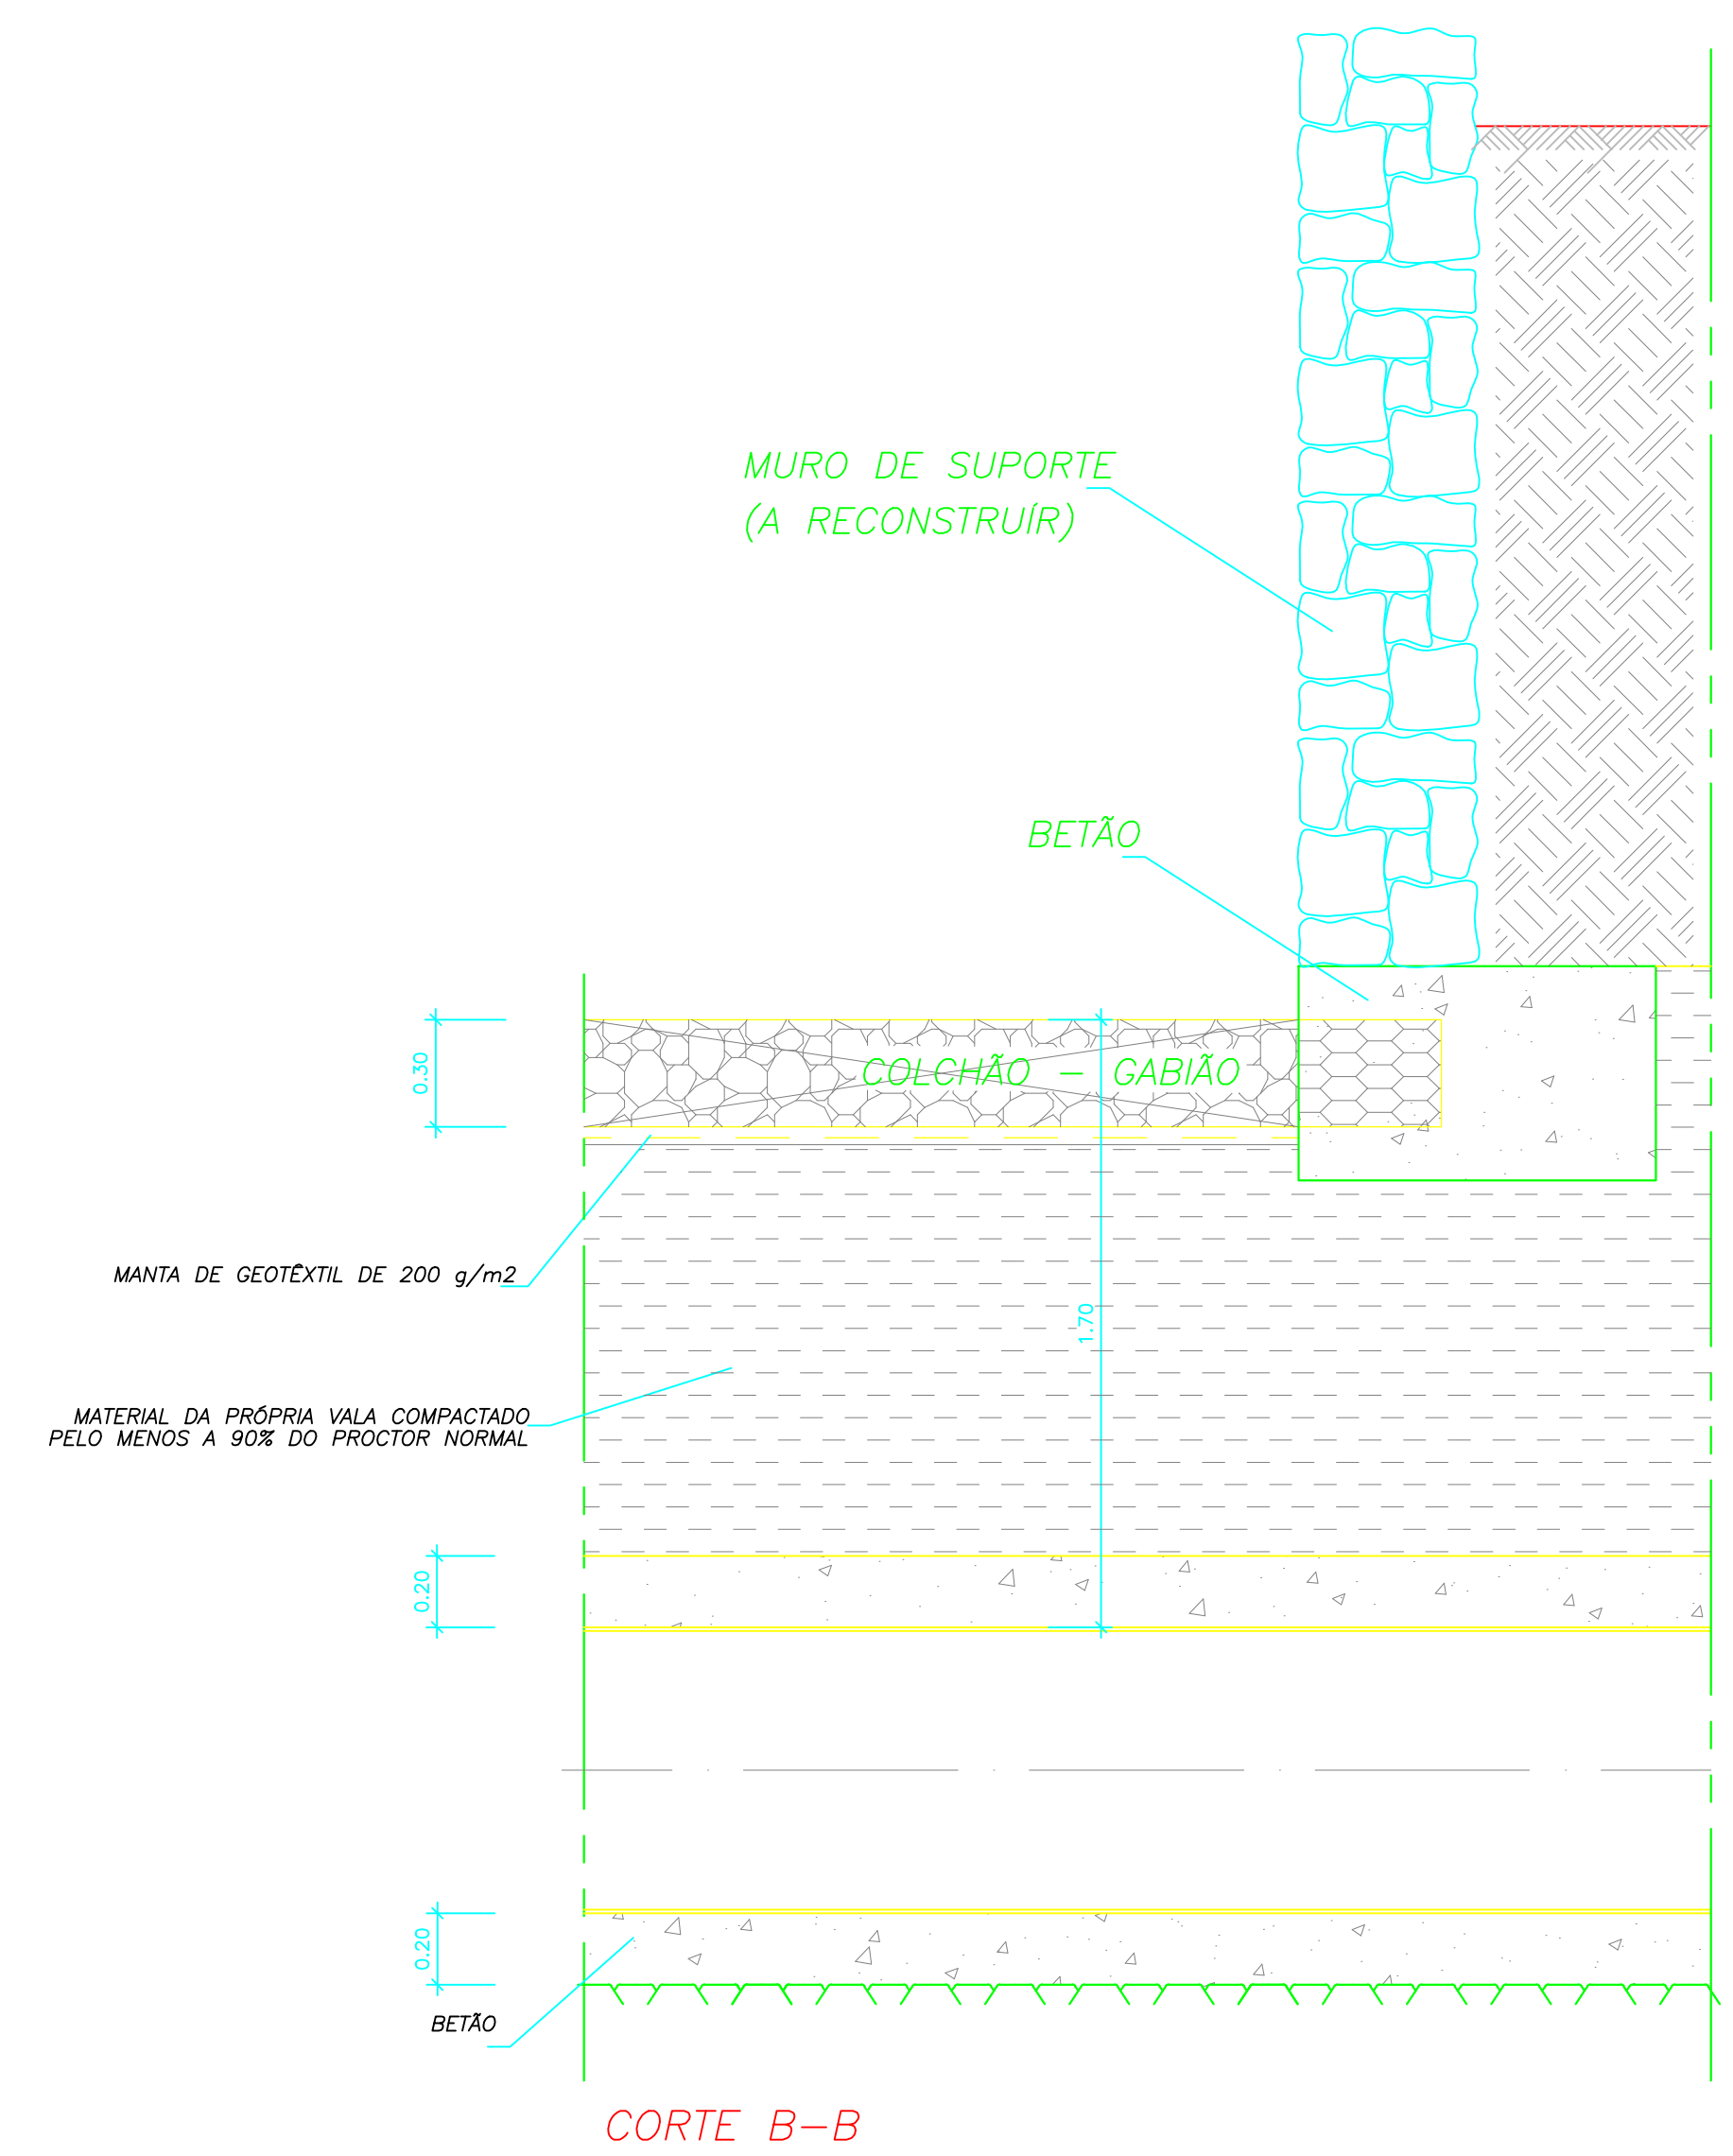 MURO DE SUPORTE
(A RECONSTRUÍR)
BETÃO
0.30
COLCHÃO - GABIÃO
MANTA DE GEOTÊXTIL DE 200 g/m2
1.70
MATERIAL DA PRÓPRIA VALA COMPACTADO
PELO MENOS A 90% DO PROCTOR NORMAL
0.20
0.20
BETÃO
CORTE B-B